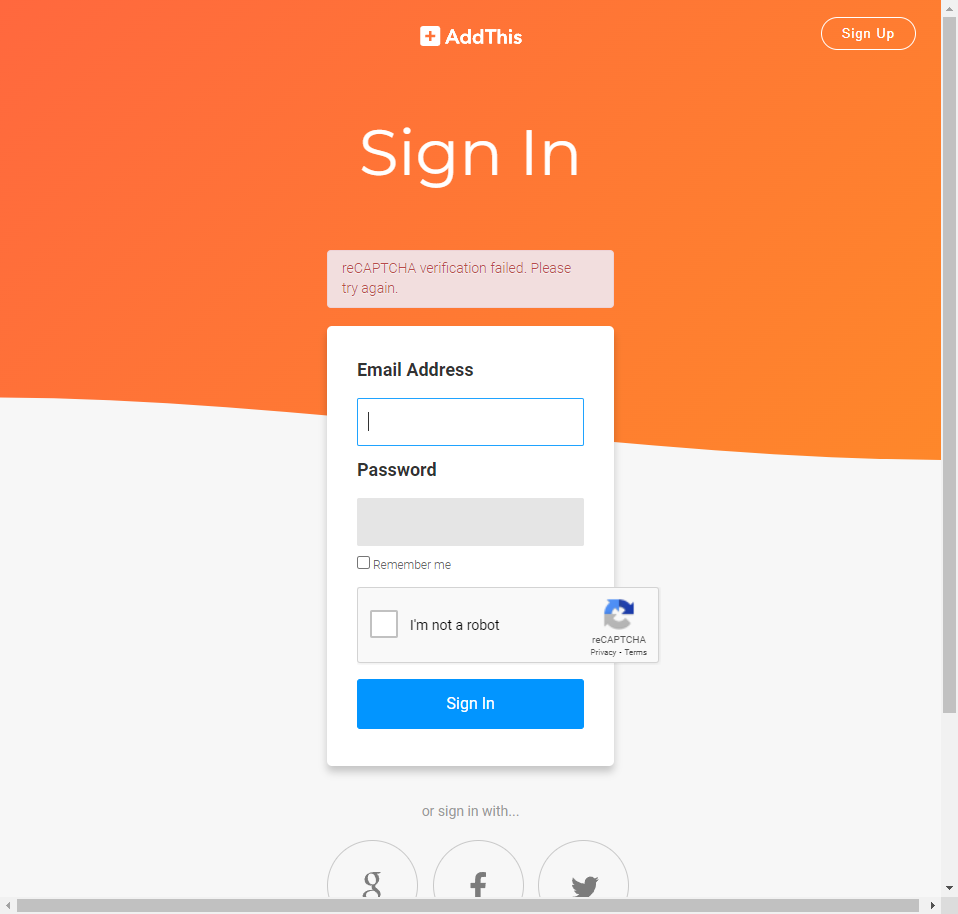 AddThis
Sign Up
Sign In
reCAPTCHA verification failed. Please
try again.
Email Address
Password
Remember me
I'm not a robot
reCAPTCHA
Privacy - Terms
Sign In
or sign in with...